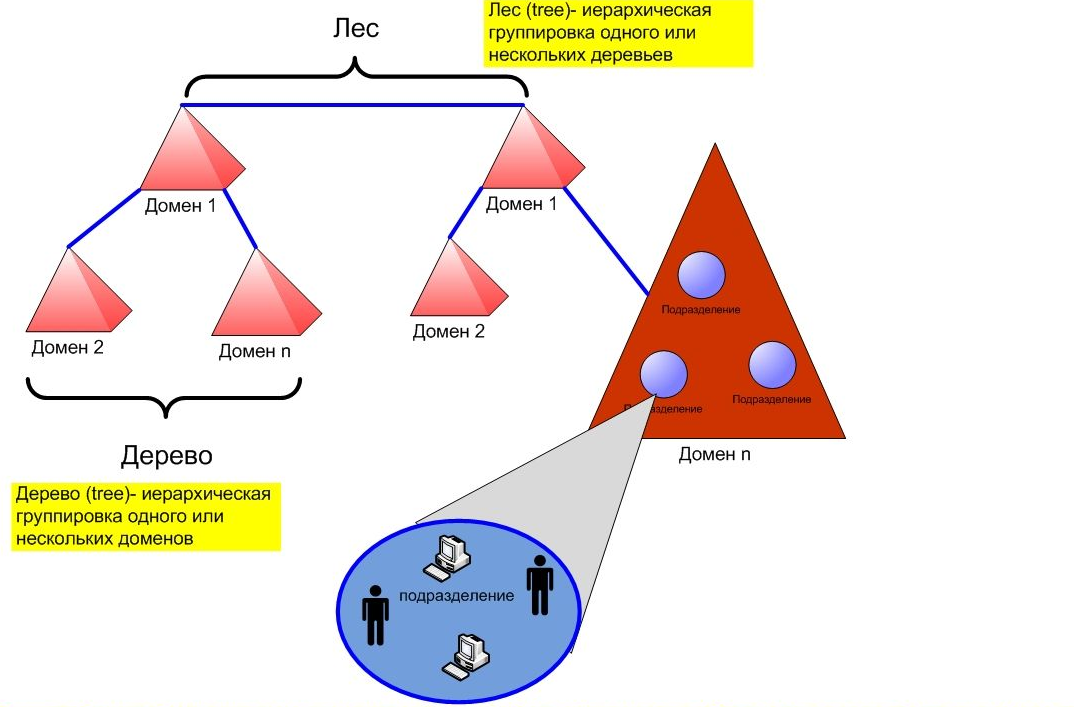 Лес
Лес (tree)- иерархическая
группировка одного или
нескольких деревьев
Домен 1
Домен 1
Домен 2
Домен n
Домен 2
Подразделение
Подразделение
азделение
Домен n
Дерево
Дерево (tree)- иерархическая
группировка одного или
нескольких доменов
подразделение